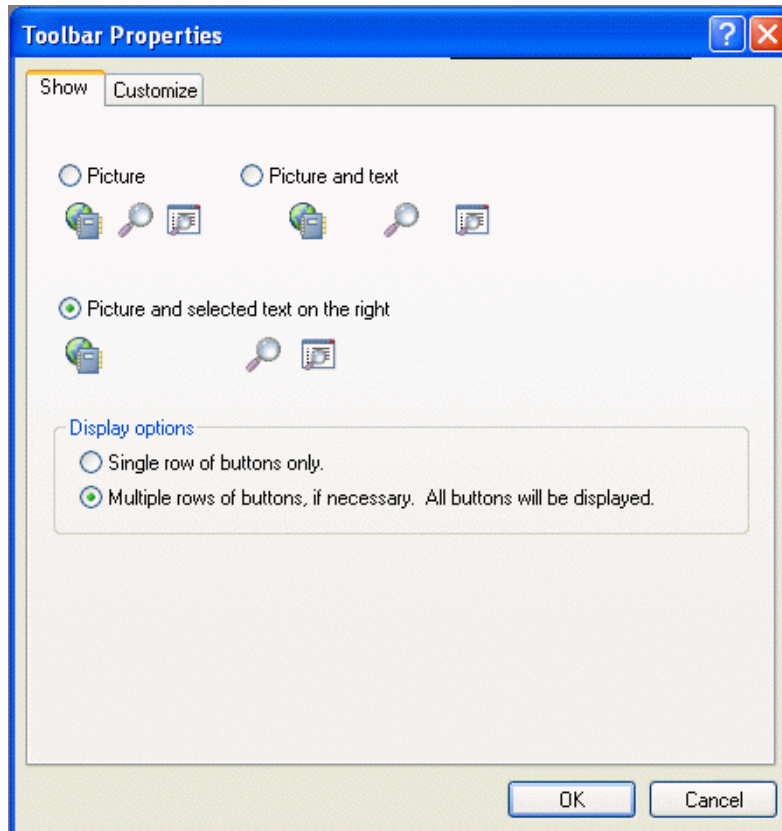 Toolbar Properties
Show Customize
Picture Picture and text
Picture and selected text on the right
Display options
Single row of buttons only.
Multiple rows of buttons, if necessary. All buttons will be displayed.
OK Cancel